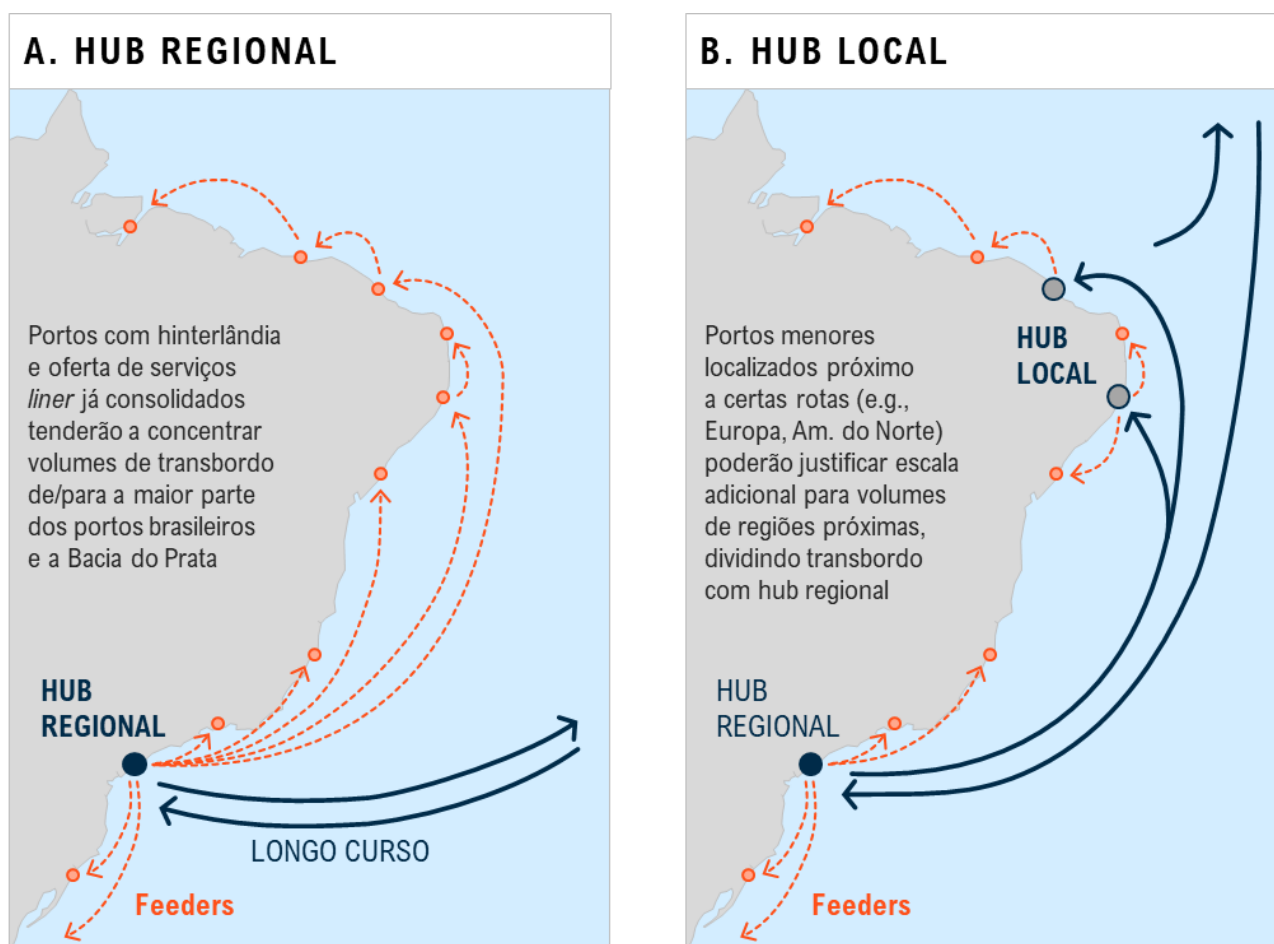 A. HUB REGIONAL
Portos com hinterlândia
e oferta de serviços
liner já consolidados
tenderão a concentrar
volumes de transbordo
de/para a maior parte
dos portos brasileiros
e a Bacia do Prata
HUB
REGIONAL
LONGO CURSO
Feeders
B. HUB LOCAL
Portos menores
localizados próximo
a certas rotas (e.g.,
Europa, Am. do Norte)
poderão justificar escala
adicional para volumes
de regiões próximas,
dividindo transbordo
com hub regional
HUB
LOCAL
HUB
REGIONAL
Feeders